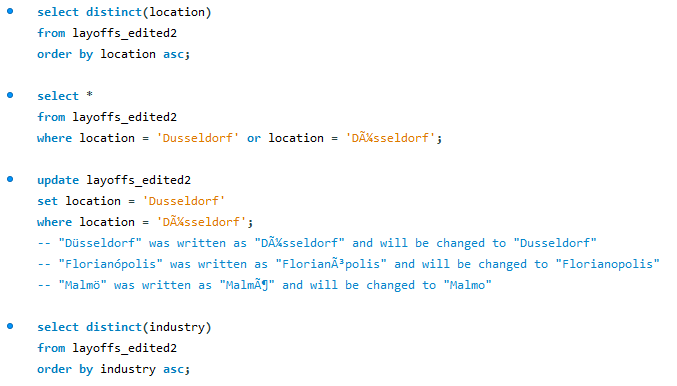 select distinct(location)
from layoffs_edited2
order by location asc;
select *
from layoffs_edited2
where location = 'Dusseldorf' or location = 'DÃ¼sseldorf';
update layoffs_edited2
set location = 'Dusseldorf'
where location = 'DÃ¼sseldorf';
-- "Düsseldorf" was written as "DÃ¼sseldorf" and will be changed to "Dusseldorf"
-- "Florianópolis" was written as "FlorianÃ³polis" and will be changed to "Florianopolis"
-- "Malmö" was written as "MalmÃ¶" and will be changed to "Malmo"
select distinct(industry)
from layoffs_edited2
order by industry asc;